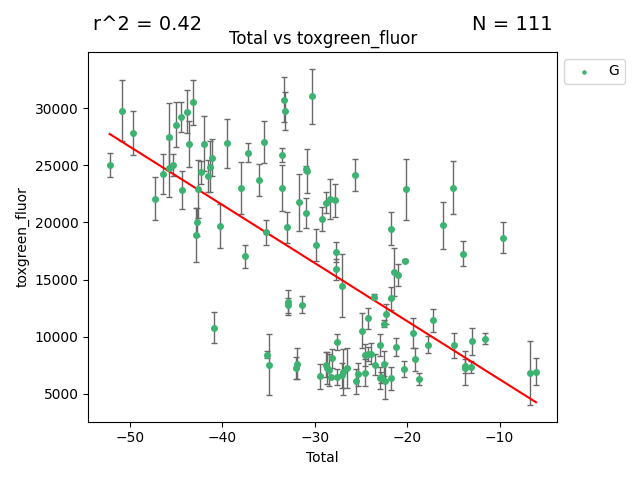 r^2 = 0.42
N = 111
Total vs toxgreen_fluor
G
toxgreen_fluor
30000
25000
20000
15000
10000
5000
−50
−40
−30
−20
−10
Total